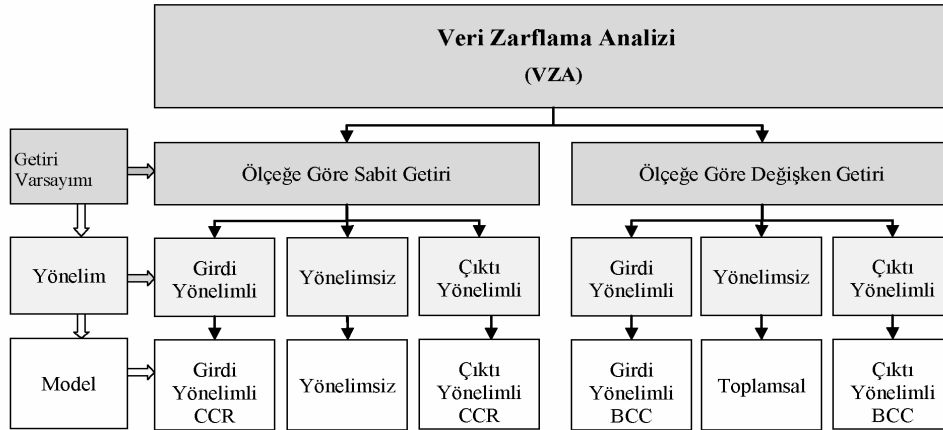 Veri Zarflama Analizi
(VZA)
Getiri
Varsayımı
Ölçeğe Göre Sabit Getiri
Ölçeğe Göre Değişken Getiri
Yönelim
Girdi
Yönelimli
Yönelimsiz
Çıktı
Yönelimli
Girdi
Yönelimli
Yönelimsiz
Çıktı
Yönelimli
Model
Girdi
Yönelimli
CCR
Yönelimsiz
Çıktı
Yönelimli
CCR
Girdi
Yönelimli
BCC
Toplamsal
Çıktı
Yönelimli
BCC